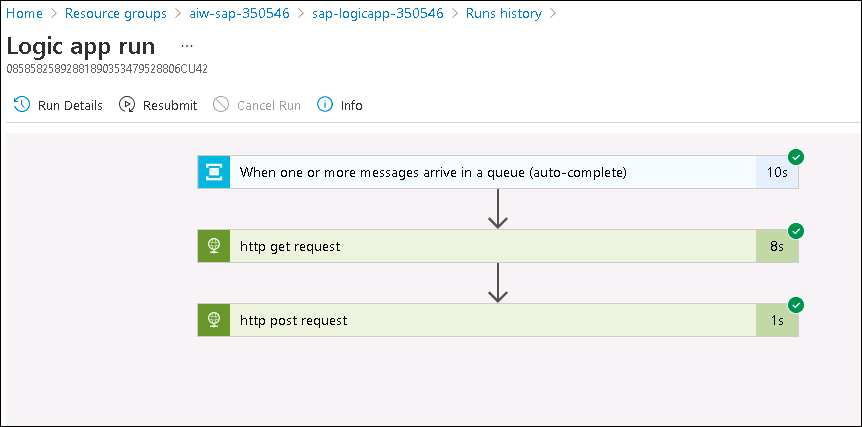 Home > Resource groups > aiw-sap-350546 > sap-logicapp-350546 > Runs history >
Logic app run ...
08585825892881890353479528806CU42
Run Details Resubmit Cancel Run Info
When one or more messages arrive in a queue (auto-complete) 10s
http get request 8s
http post request 1s